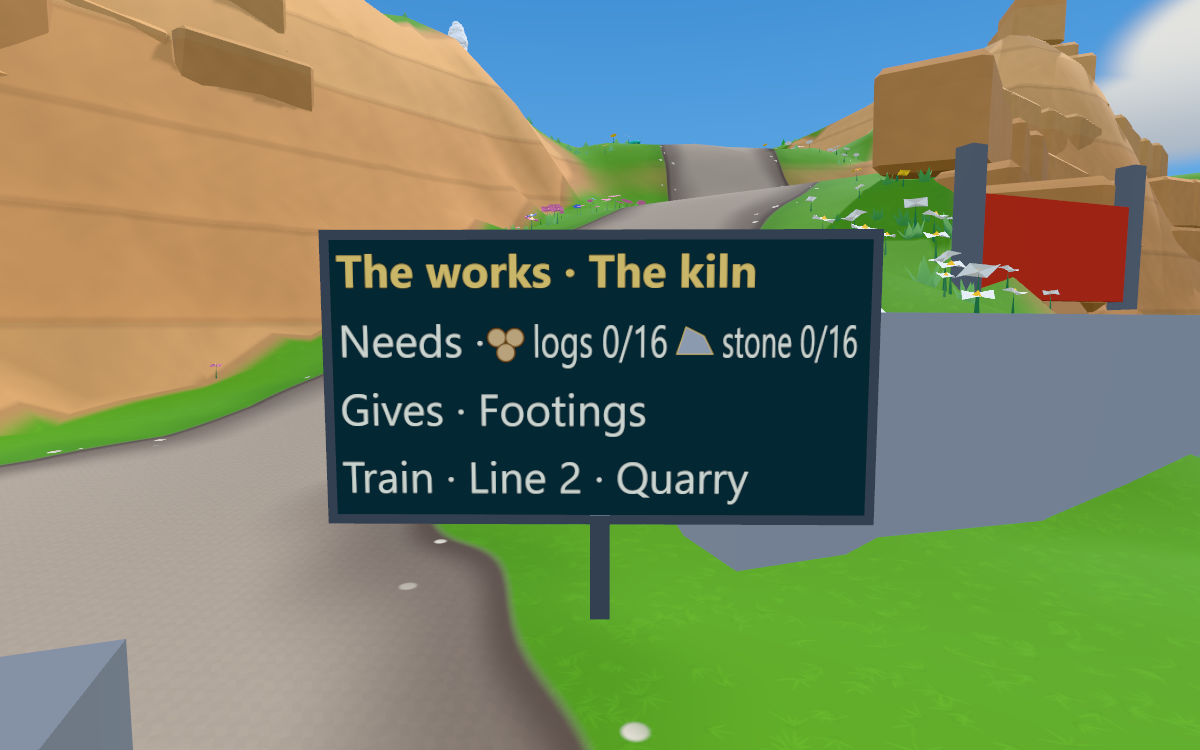 The works · The kiln
Needs · logs 0/16 stone 0/16
Gives · Footings
Train · Line 2 · Quarry